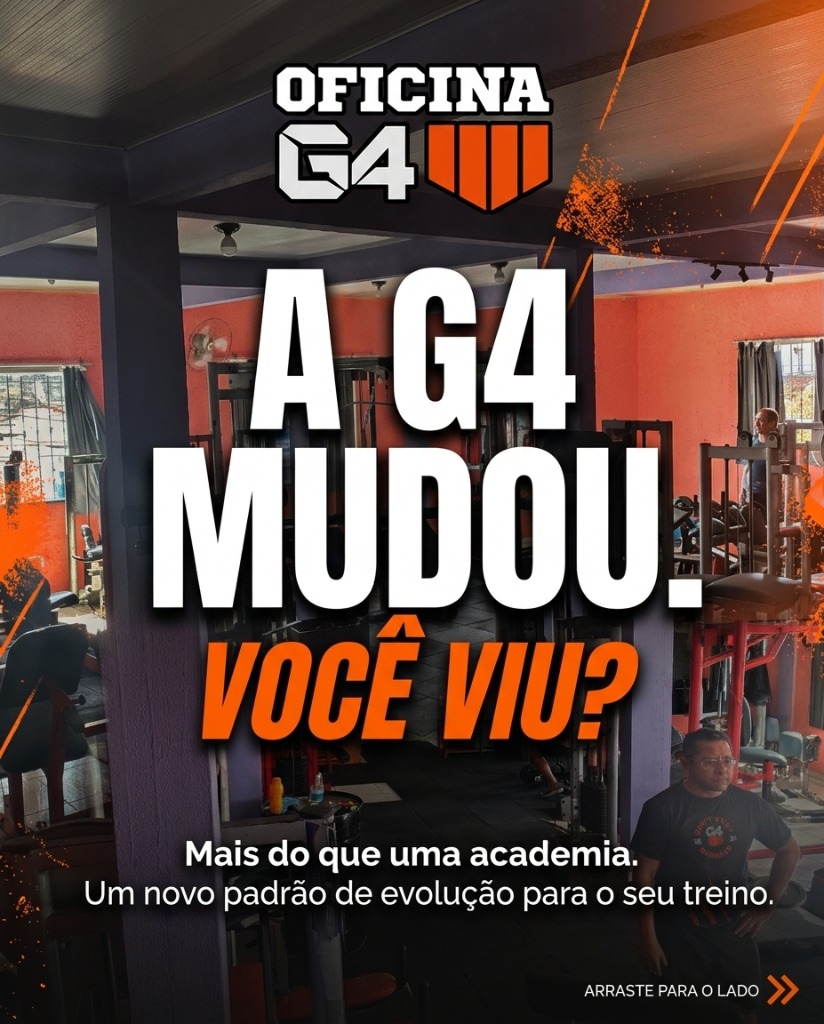 OFICINA
G4
A G4
MUDOU.
VOCÊ VIU?
Mais do que uma academia.
Um novo padrão de evolução para o seu treino.
G4
ARRASTE PARA O LADO